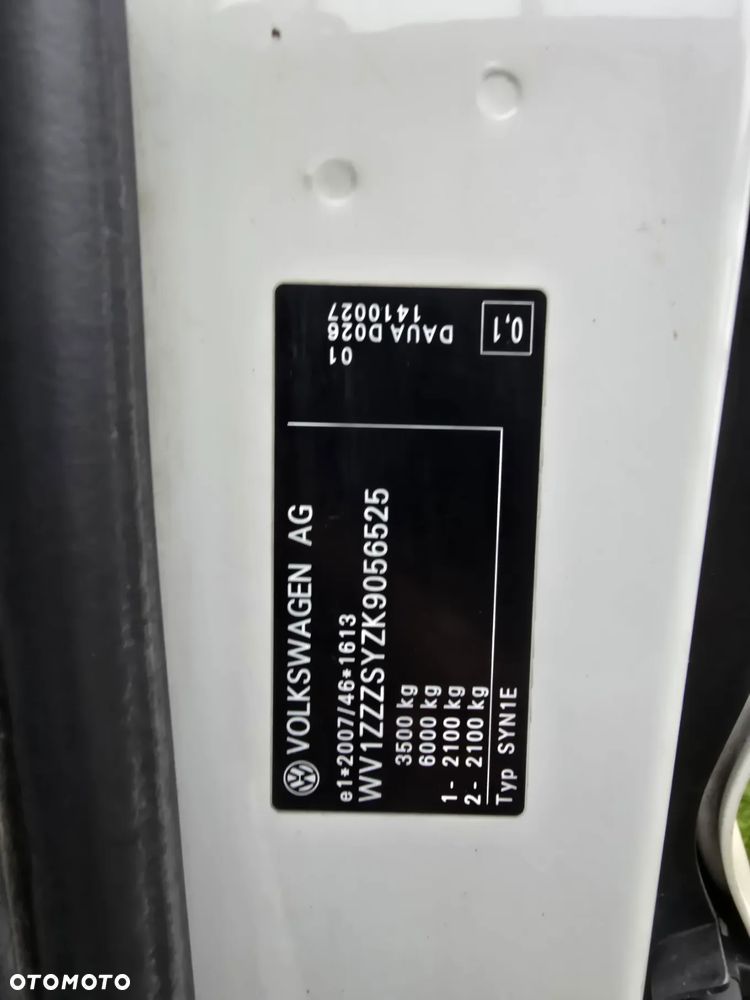 VOLKSWAGEN AG
e1*2007/46*1613
WV1ZZZSYZK9056525
3500 kg
6000 kg
1- 2100 kg
2- 2100 kg
Typ SYN1E
01
DAUA D026
1410027
0,1
OTOMOTO